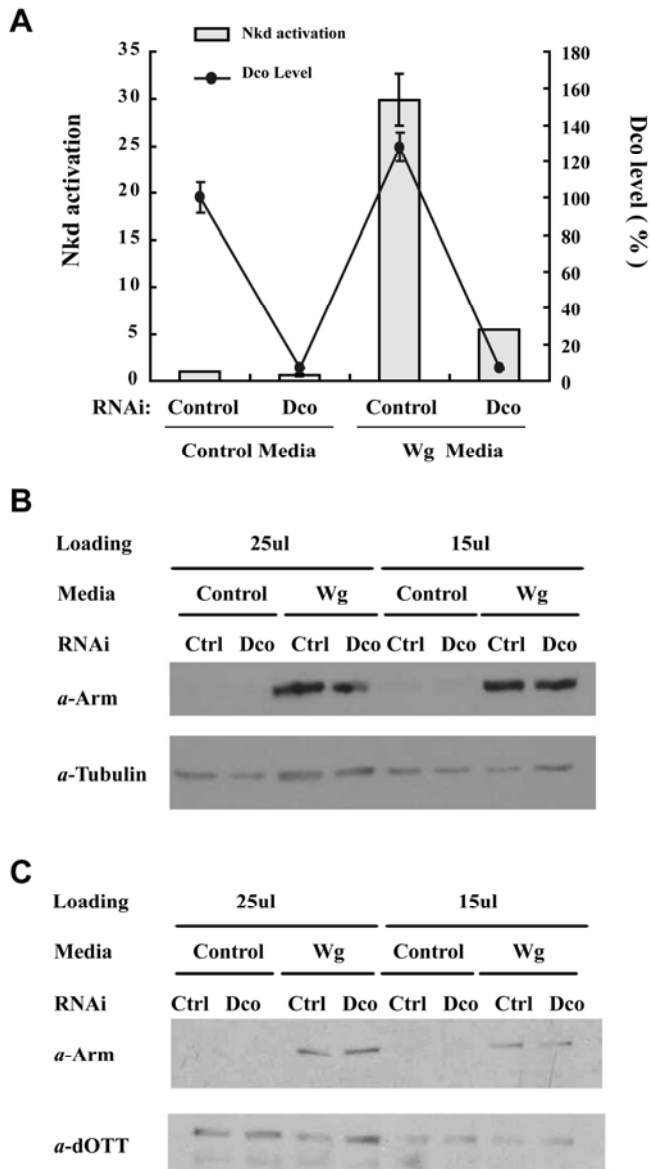 A
Nkd activation
Dco Level
35
30
25
20
15
10
5
0
Nkd activation
180
160
140
120
100
80
60
40
20
0
Dco level ( % )
RNAi: Control Dco Control Dco
Control Media Wg Media
B
Loading 25ul 15ul
Media Control Wg Control Wg
RNAi Ctrl Dco Ctrl Dco Ctrl Dco Ctrl Dco
a-Arm
a-Tubulin
C
Loading 25ul 15ul
Media Control Wg Control Wg
RNAi Ctrl Dco Ctrl Dco Ctrl Dco Ctrl Dco
a-Arm
a-dOTT